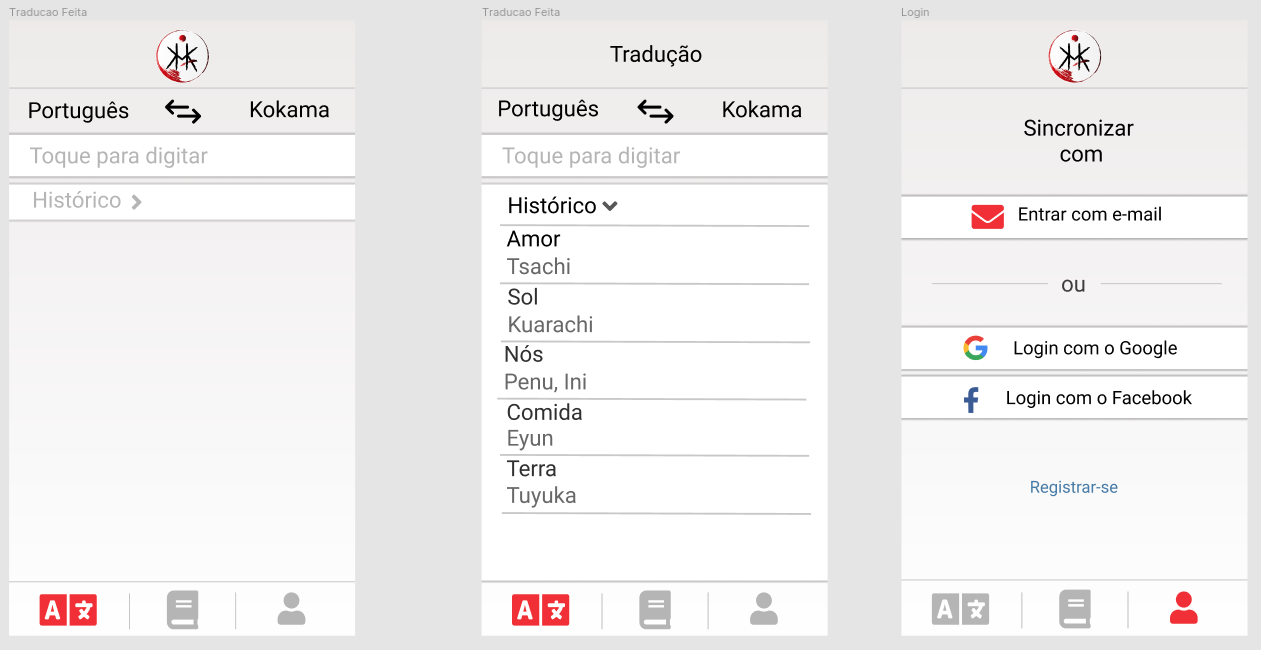 Traducao Feita
Português
Kokama
Toque para digitar
Histórico
Traducao Feita
Tradução
Português
Kokama
Toque para digitar
Histórico
Amor
Tsachi
Sol
Kuarachi
Nós
Penu, Ini
Comida
Eyun
Terra
Tuyuka
A
Login
Sincronizar
com
Entrar com e-mail
ou
Login com o Google
Login com o Facebook
Registrar-se